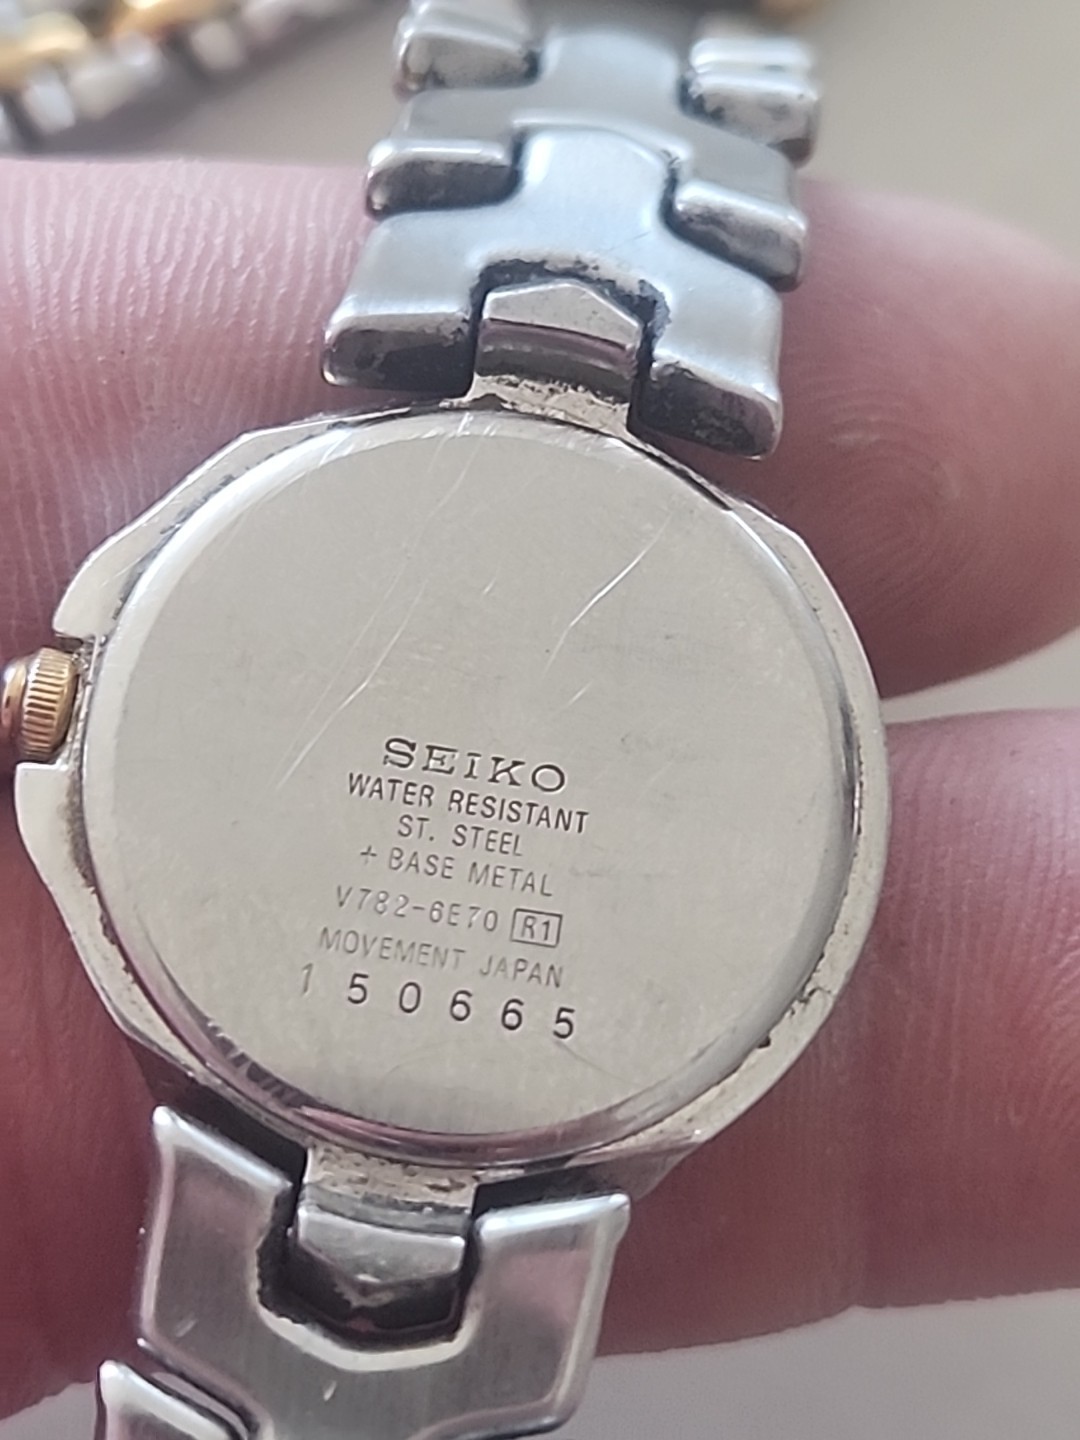 SEIKO
WATER RESISTANT
ST. STEEL
+ BASE METAL
V782-6E70 R1
MOVEMENT JAPAN
150665